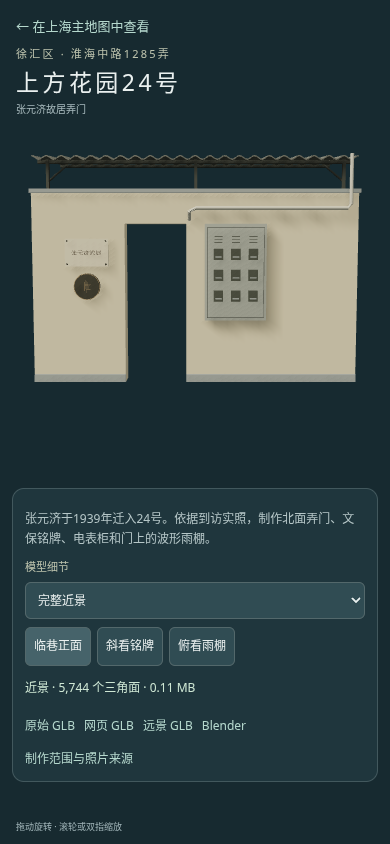 ← 在上海主地图中查看
徐汇区 · 淮海中路1285弄
上方花园24号
张元济故居弄门
张元济于1939年迁入24号。依据到访实照，制作北面弄门、文
保铭牌、电表柜和门上的波形雨棚。
模型细节
完整近景
临巷正面 斜看铭牌 俯看雨棚
近景 · 5,744 个三角面 · 0.11 MB
原始 GLB 网页 GLB 远景 GLB Blender
制作范围与照片来源
拖动旋转 · 滚轮或双指缩放